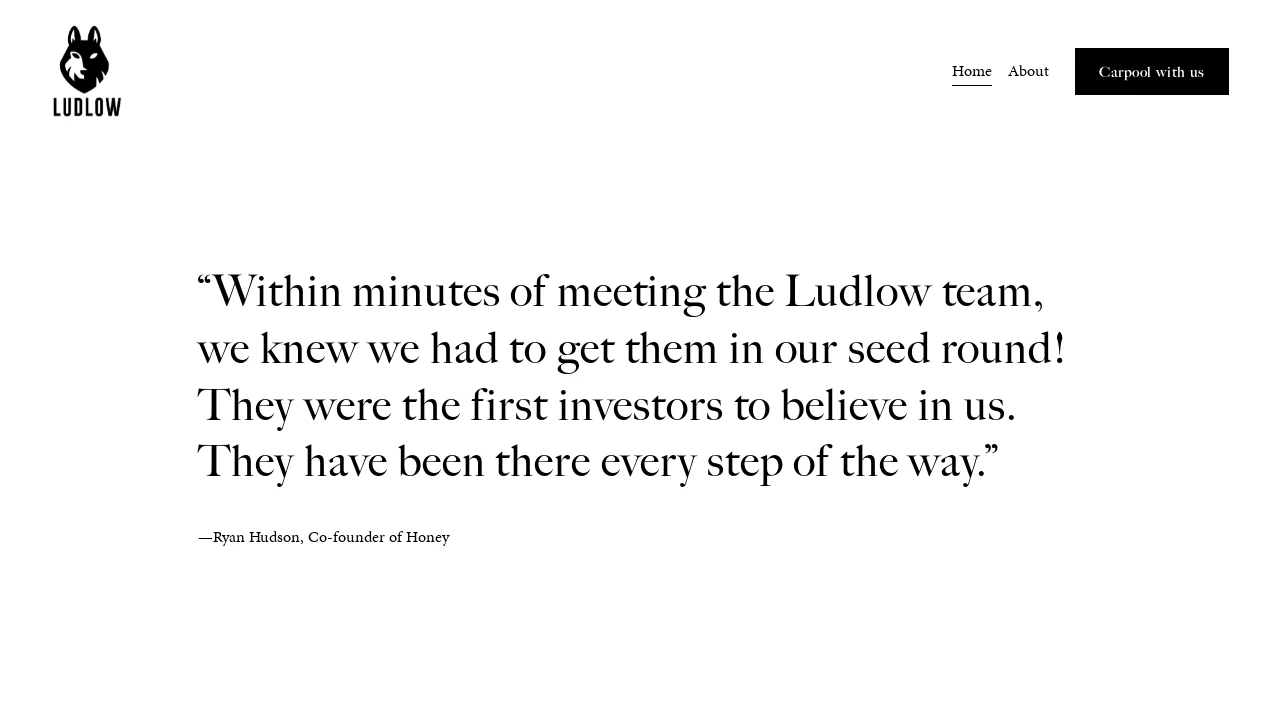 LUDLOW
Home
About
Carpool with us
“Within minutes of meeting the Ludlow team,
we knew we had to get them in our seed round!
They were the first investors to believe in us.
They have been there every step of the way.”
—Ryan Hudson, Co-founder of Honey